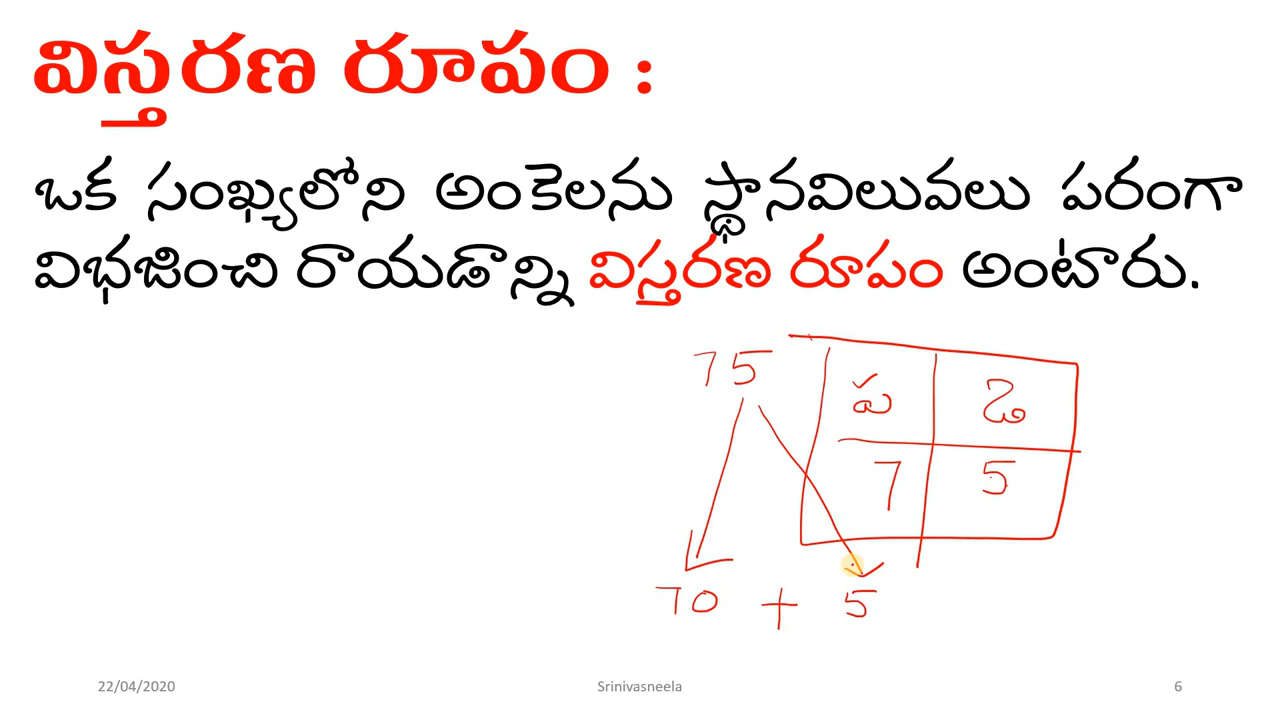 విస్తరణ రూపం :
ఒక సంఖ్యలోని అంకెలను స్థానవిలువలు పరంగా
విభజించి రాయడాన్ని విస్తరణ రూపం అంటారు.
75
ప ఒ
7 5
70 + 5
22/04/2020 Srinivasneela 6